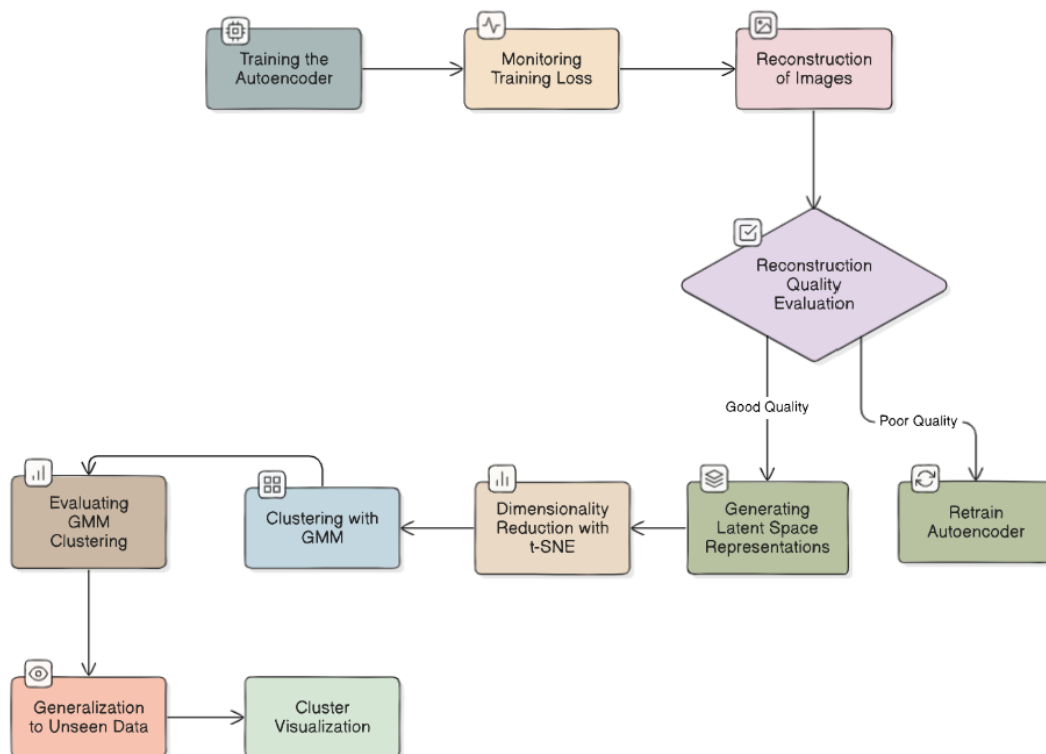 Training the
Autoencoder
Monitoring
Training Loss
Reconstruction
of Images
Reconstruction
Quality
Evaluation
Good Quality
Poor Quality
Evaluating
GMM
Clustering
Clustering with
GMM
Dimensionality
Reduction with
t-SNE
Generating
Latent Space
Representations
Retrain
Autoencoder
Generalization
to Unseen Data
Cluster
Visualization